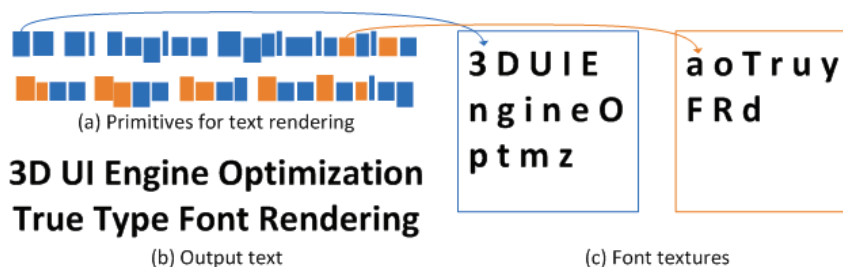 3 D U I E
n g i n e O
p t m z
a o T r u y
F R d
(a) Primitives for text rendering
3D UI Engine Optimization
True Type Font Rendering
(b) Output text
(c) Font textures